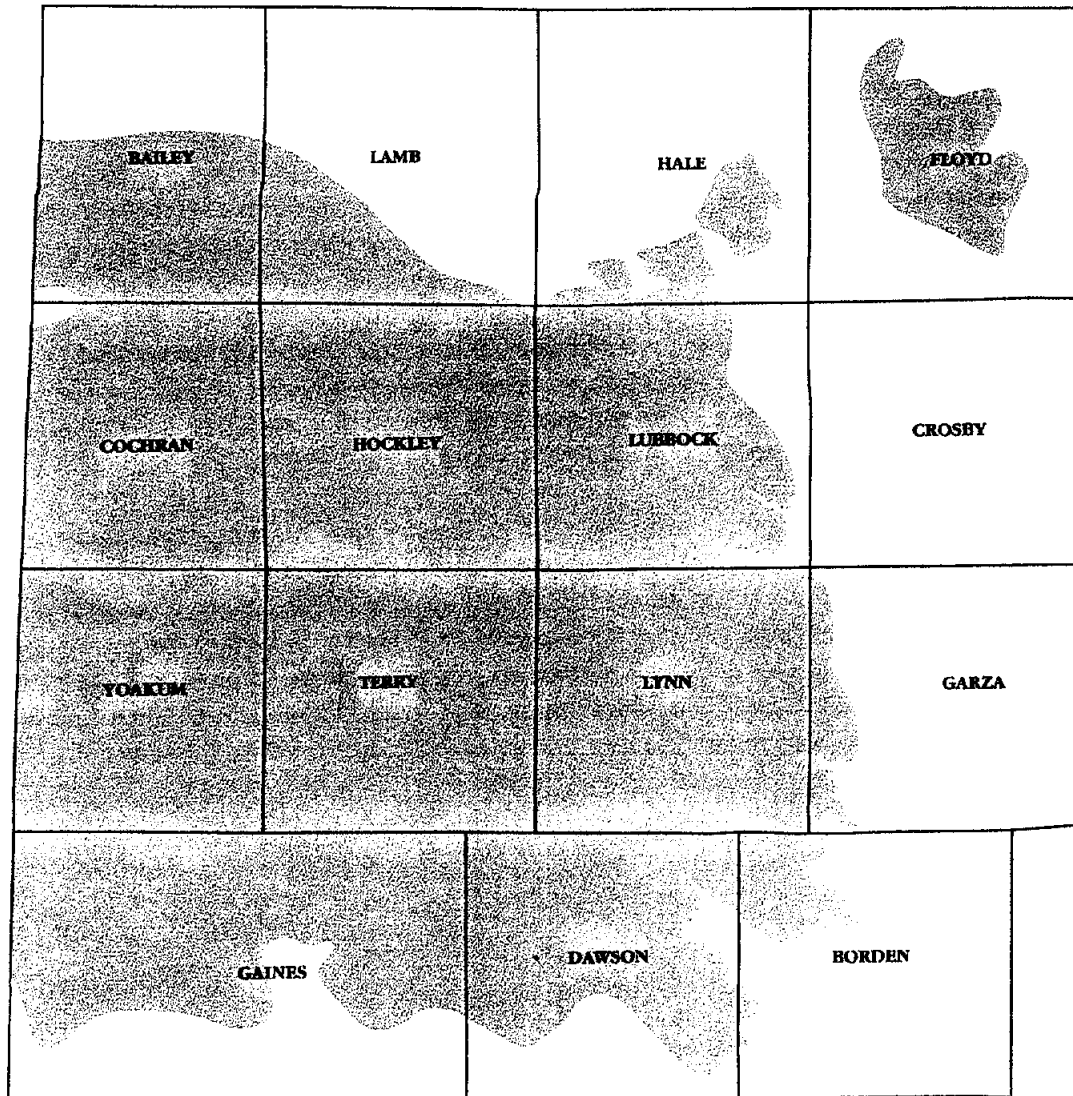 BAILEY
LAMB
HALE
FLOYD
COCHRAN
HOCKLEY
LUBBOCK
CROSBY
YOAKUM
TERRY
LYNN
GARZA
GAINES
DAWSON
BORDEN